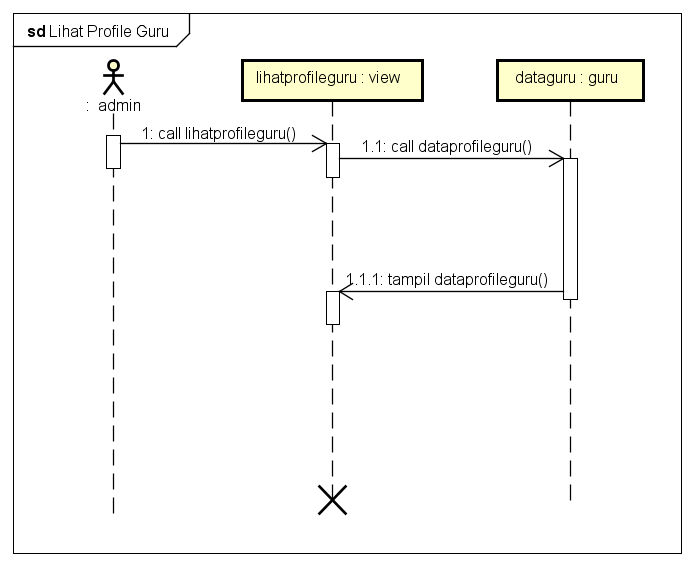 sd Lihat Profile Guru
: admin
lihatprofileguru : view
dataguru : guru
1: call lihatprofileguru()
1.1: call dataprofileguru()
1.1.1: tampil dataprofileguru()